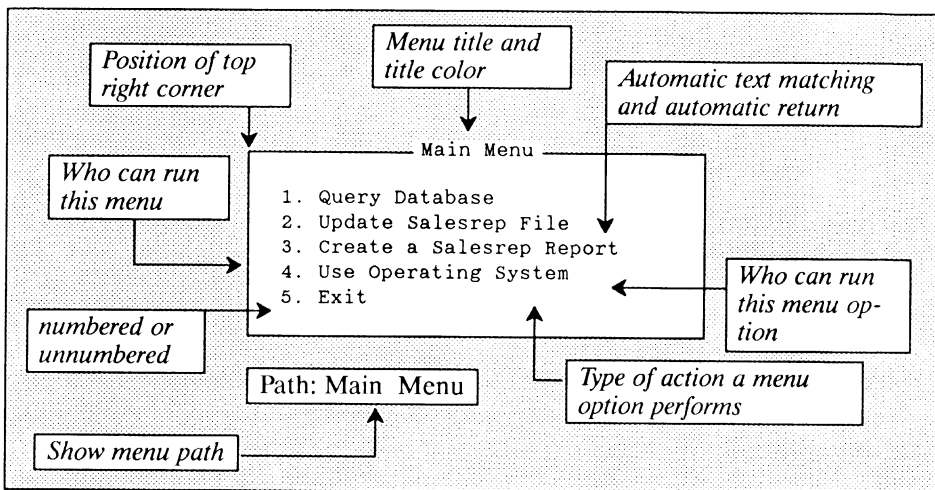 Menu title and
title color
Position of top
right corner
Automatic text matching
and automatic return
Main Menu
Who can run
this menu
1. Query Database
2. Update Salesrep File
3. Create a Salesrep Report
4. Use Operating System
5. Exit
Who can run
this menu op-
tion
numbered or
unnumbered
Path: Main Menu
Type of action a menu
option performs
Show menu path